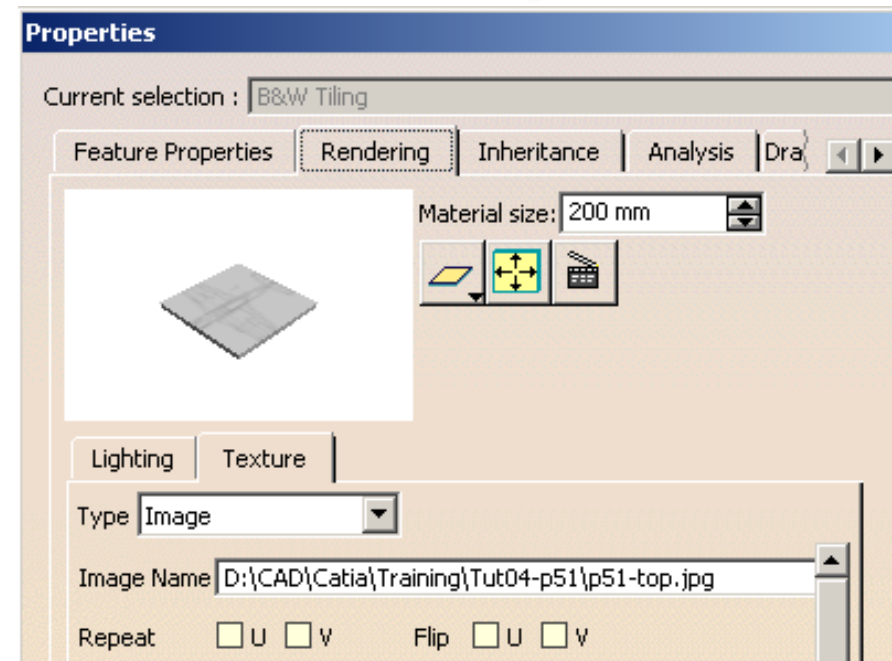 Properties
Current selection : B&W Tiling
Feature Properties Rendering Inheritance Analysis Dra
Material size: 200 mm
Lighting Texture
Type Image
Image Name D:\CAD\Catia\Training\Tut04-p51\p51-top.jpg
Repeat U V Flip U V